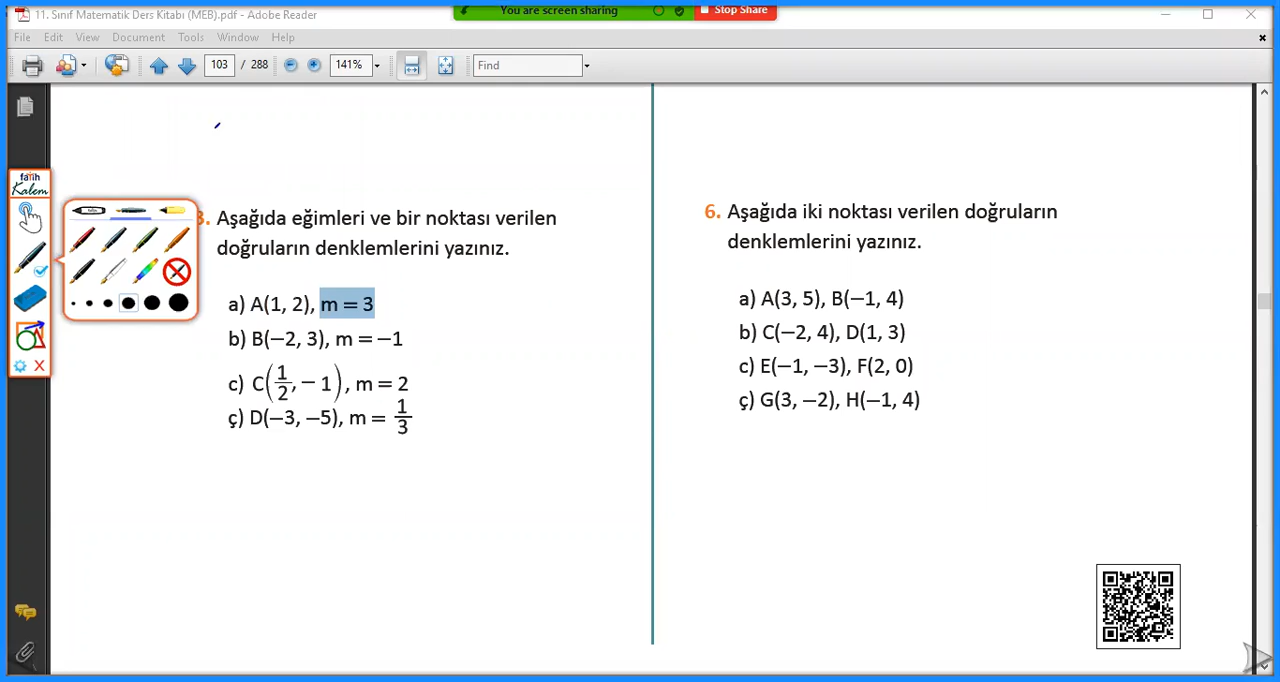 11. Sınıf Matematik Ders Kitabı (MEB).pdf - Adobe Reader
You are screen sharing
Stop Share
File Edit View Document Tools Window Help
103 / 288 141% Find
fatih
Kalem
3. Aşağıda eğimleri ve bir noktası verilen
doğruların denklemlerini yazınız.
a) A(1, 2), m = 3
b) B(−2, 3), m = −1
c) C(1/2, −1), m = 2
ç) D(−3, −5), m = 1/3
6. Aşağıda iki noktası verilen doğruların
denklemlerini yazınız.
a) A(3, 5), B(−1, 4)
b) C(−2, 4), D(1, 3)
c) E(−1, −3), F(2, 0)
ç) G(3, −2), H(−1, 4)